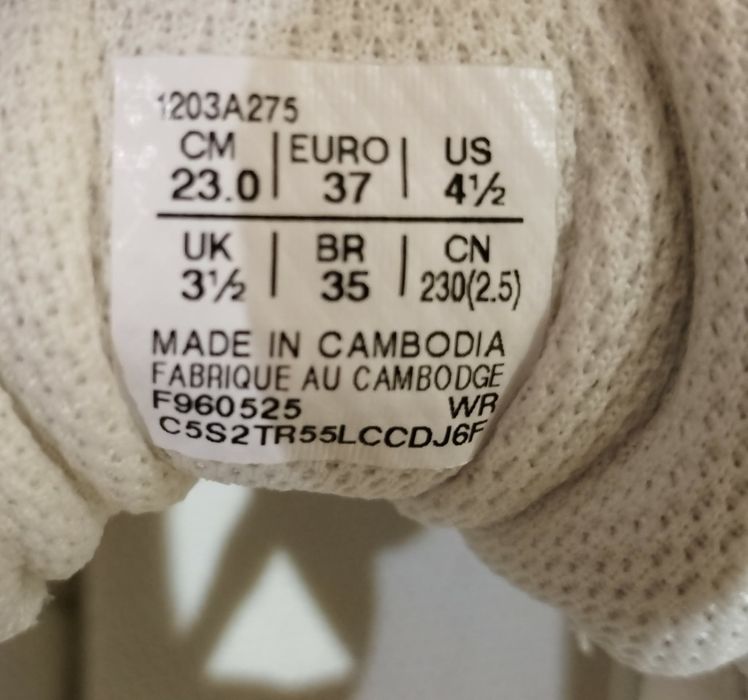 1203A275
CM EURO US
23.0 37 4½
UK BR CN
3½ 35 230(2.5)
MADE IN CAMBODIA
FABRIQUE AU CAMBODGE
F960525 WR
C5S2TR55LCCDJ6F